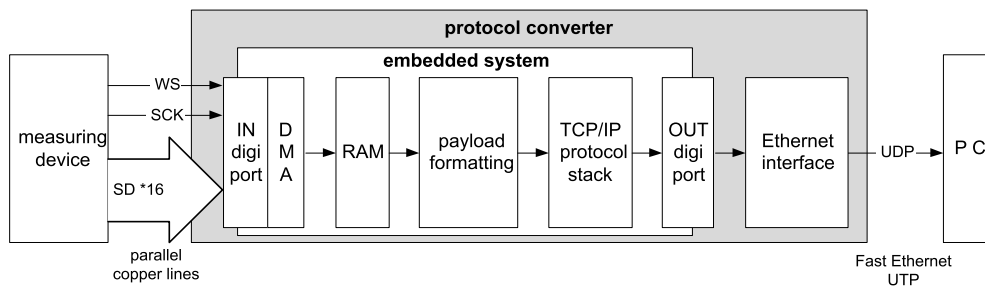 protocol converter
embedded system
measuring
device
WS
SCK
SD *16
parallel
copper lines
IN
digi
port
D
M
A
RAM
payload
formatting
TCP/IP
protocol
stack
OUT
digi
port
Ethernet
interface
UDP
P C
Fast Ethernet
UTP